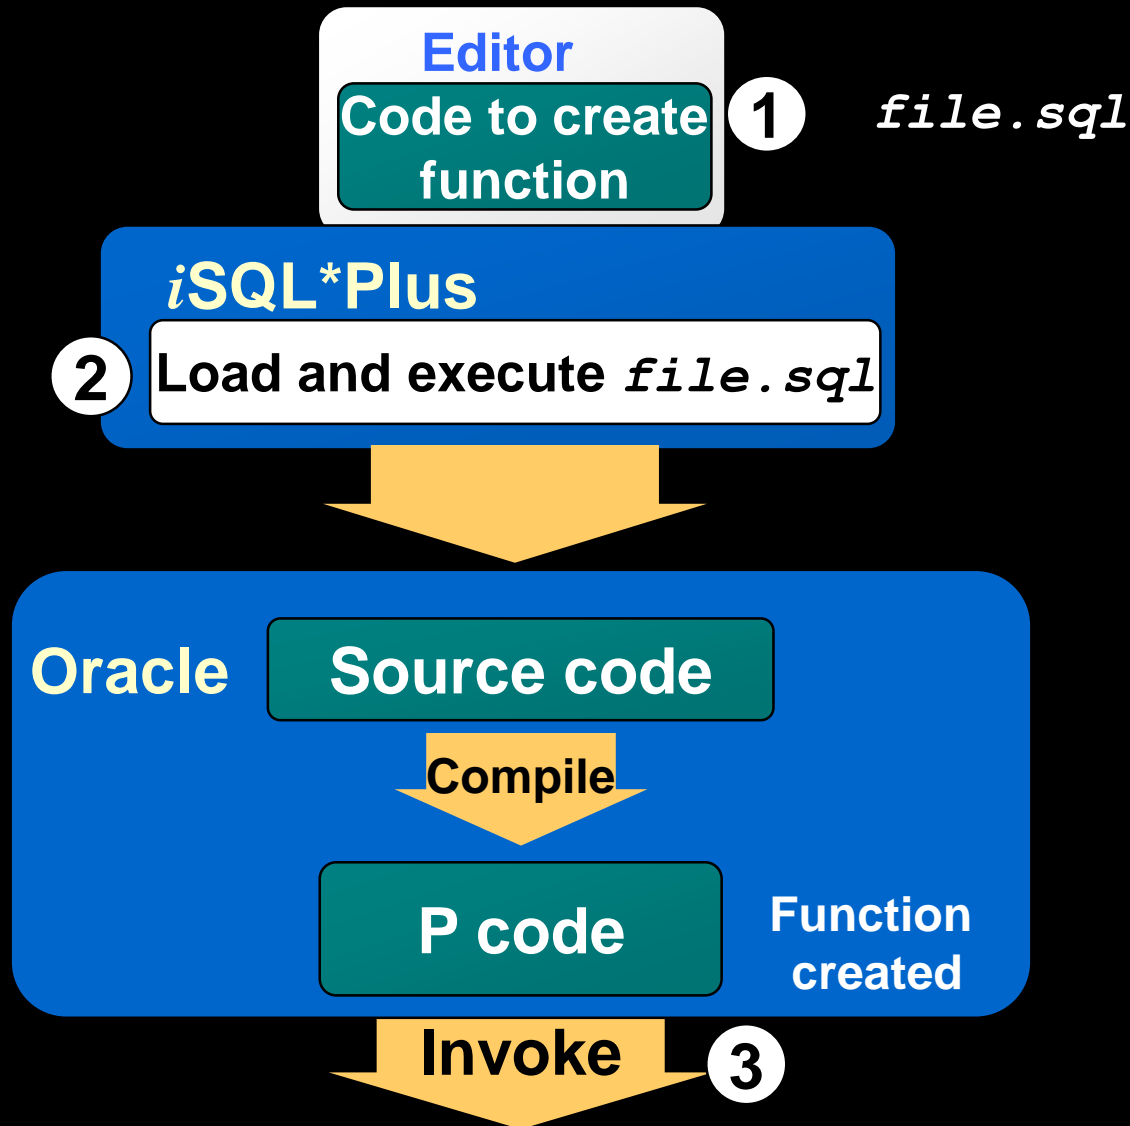 Editor
Code to create
function
1
file.sql
iSQL*Plus
2
Load and execute file.sql
Oracle
Source code
Compile
P code
Function
created
Invoke
3